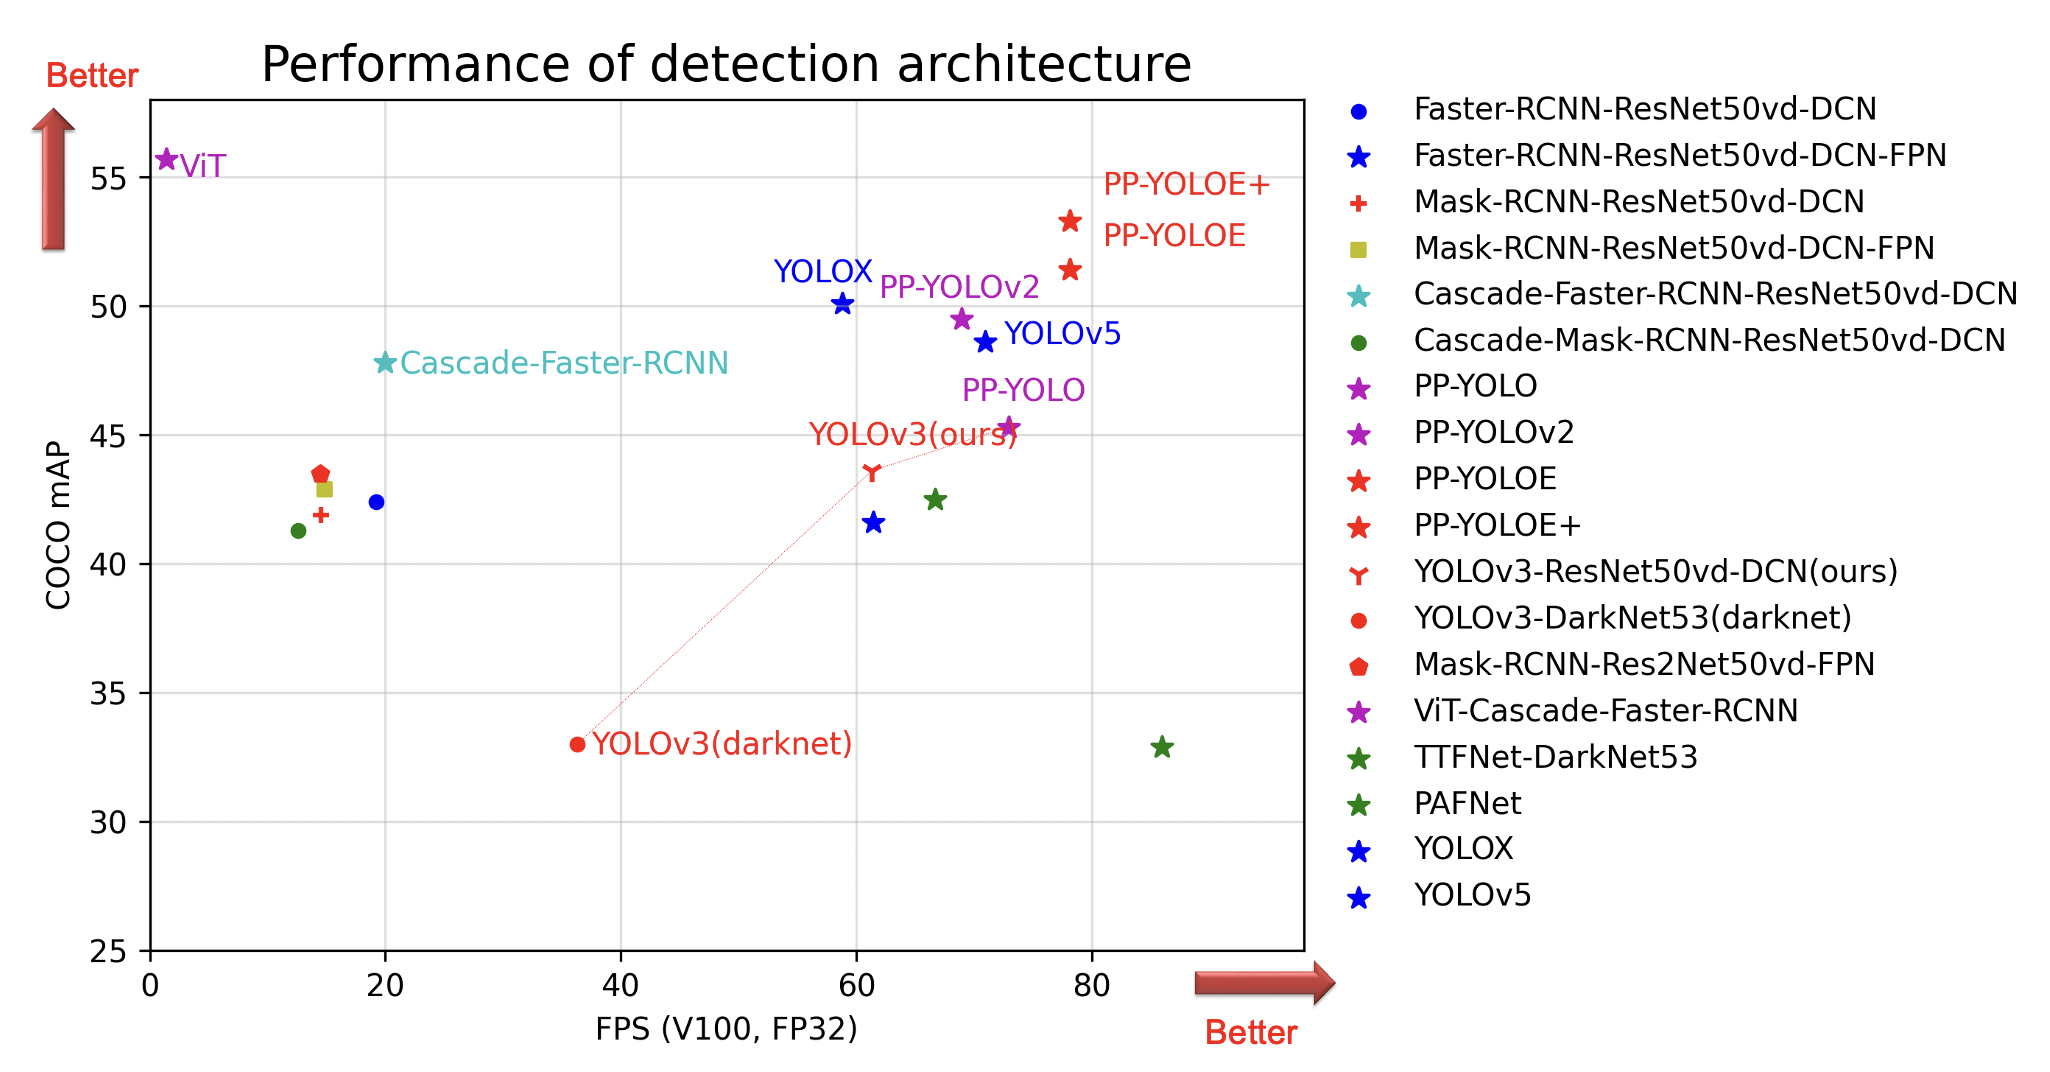 Performance of detection architecture
Better
ViT
PP-YOLOE+
PP-YOLOE
YOLOX
PP-YOLOv2
YOLOv5
Cascade-Faster-RCNN
PP-YOLO
YOLOv3(ours)
YOLOv3(darknet)
55
50
45
40
35
30
25
COCO mAP
0
20
40
60
80
FPS (V100, FP32)
Better
Faster-RCNN-ResNet50vd-DCN
Faster-RCNN-ResNet50vd-DCN-FPN
Mask-RCNN-ResNet50vd-DCN
Mask-RCNN-ResNet50vd-DCN-FPN
Cascade-Faster-RCNN-ResNet50vd-DCN
Cascade-Mask-RCNN-ResNet50vd-DCN
PP-YOLO
PP-YOLOv2
PP-YOLOE
PP-YOLOE+
YOLOv3-ResNet50vd-DCN(ours)
YOLOv3-DarkNet53(darknet)
Mask-RCNN-Res2Net50vd-FPN
ViT-Cascade-Faster-RCNN
TTFNet-DarkNet53
PAFNet
YOLOX
YOLOv5